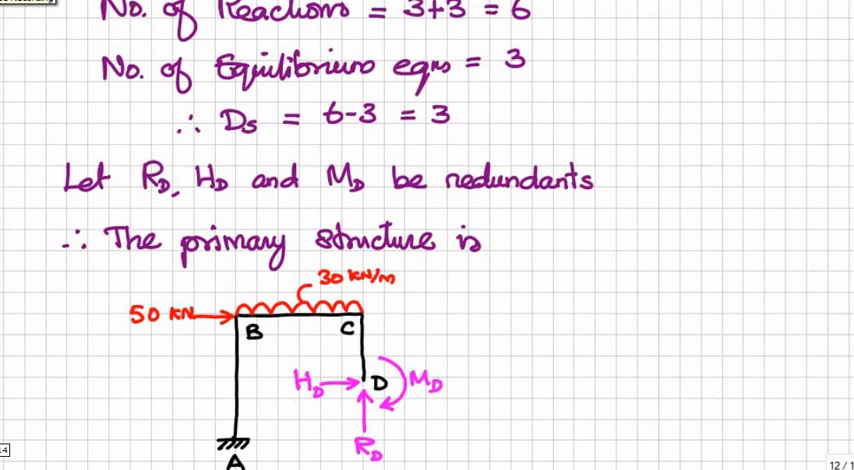 No. of Reactions = 3+3 = 6
No. of Equilibrium eqns = 3
∴ Ds = 6-3 = 3
Let RD, HD and MD be redundants
∴ The primary structure is
30 kN/m
50 kN
B
C
HD
D
MD
RD
A
12/1